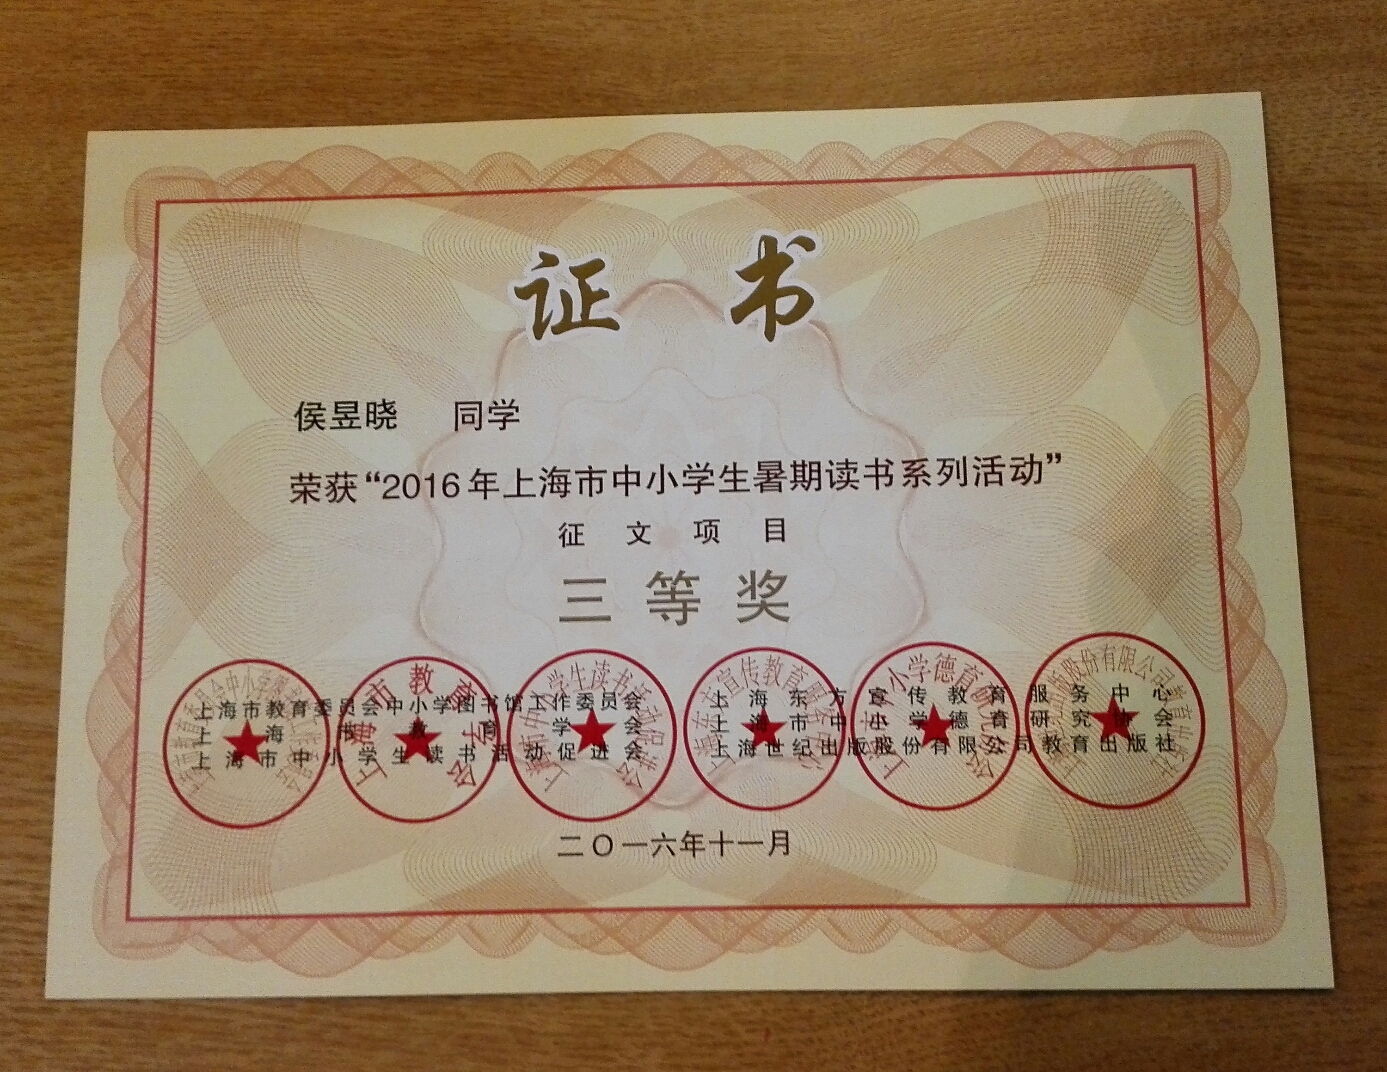 证书
侯昱晓 同学
荣获“2016年上海市中小学生暑期读书系列活动”
征文项目
三等奖
上海市教育委员会中小学图书馆工作委员会
上海市教育学会
上海市中小学生读书活动促进会
上海东方宣传教育服务中心
上海市中小学德育研究协会
上海世纪出版股份有限公司教育出版社
二〇一六年十一月